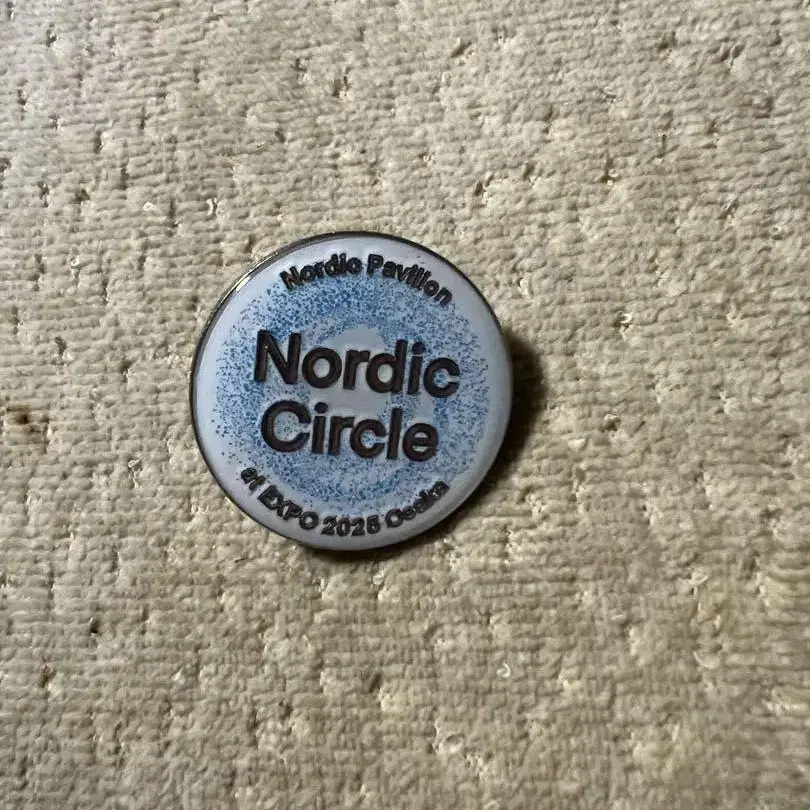 Nordic Pavilion
Nordic
Circle
at EXPO 2025 Osaka